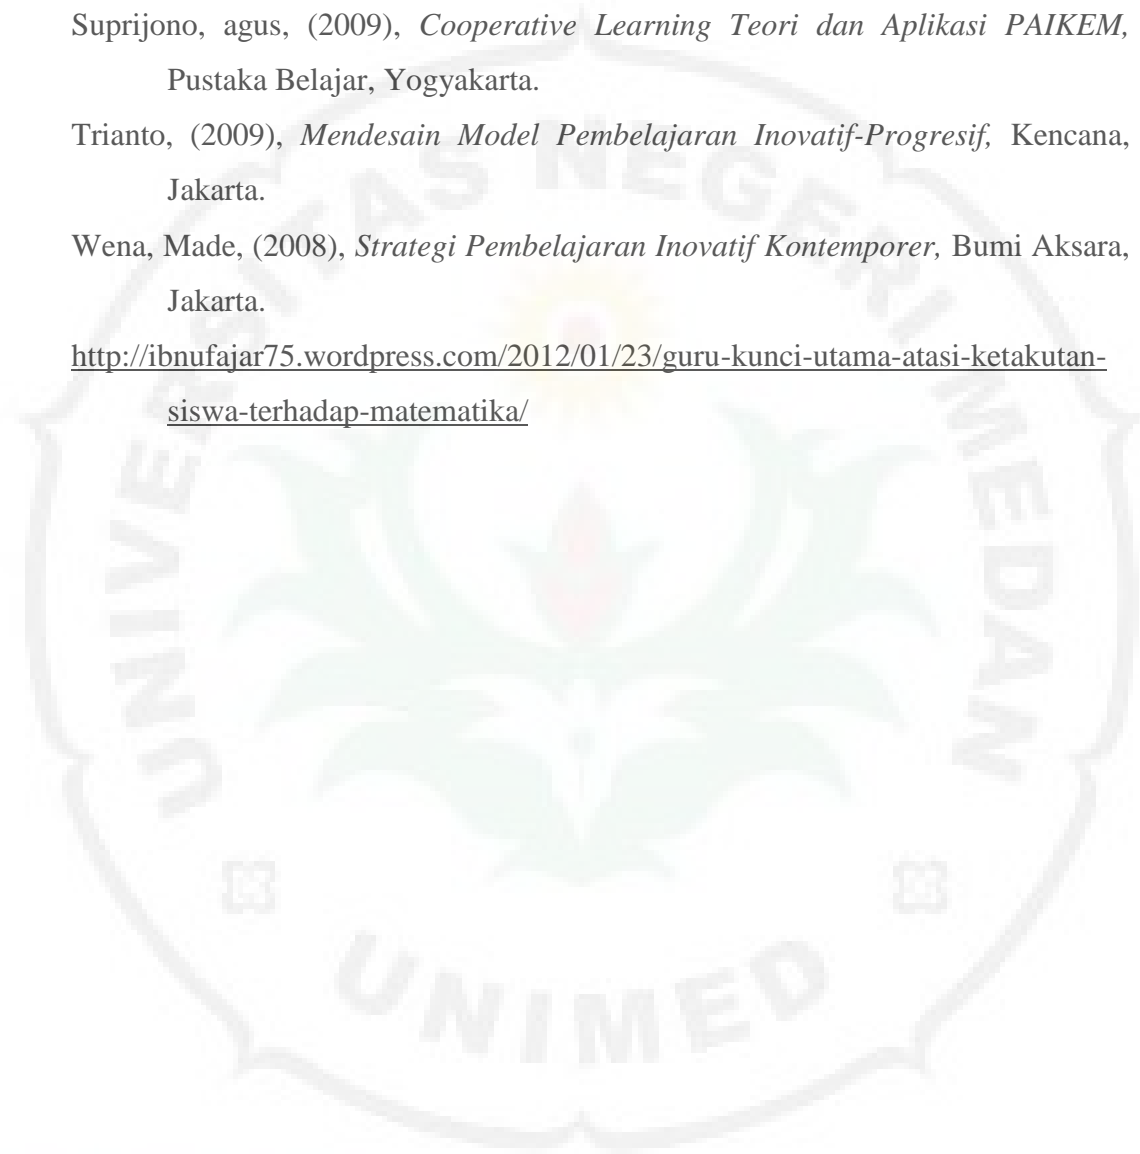 Suprijono, agus, (2009), Cooperative Learning Teori dan Aplikasi PAIKEM,
Pustaka Belajar, Yogyakarta.
Trianto, (2009), Mendesain Model Pembelajaran Inovatif-Progresif, Kencana,
Jakarta.
Wena, Made, (2008), Strategi Pembelajaran Inovatif Kontemporer, Bumi Aksara,
Jakarta.
http://ibnufajar75.wordpress.com/2012/01/23/guru-kunci-utama-atasi-ketakutan-
siswa-terhadap-matematika/
UNIVERSITAS NEGERI MEDAN
UNIMED